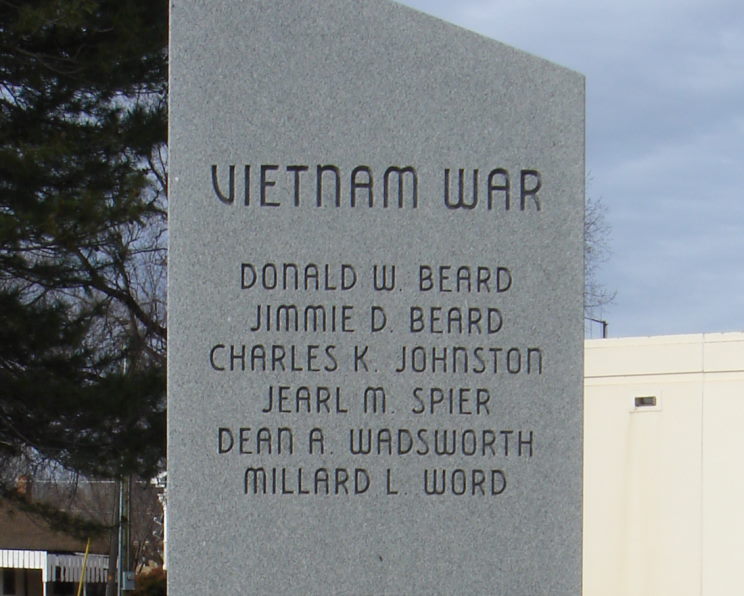 VIETNAM WAR
DONALD W. BEARD
JIMMIE D. BEARD
CHARLES K. JOHNSTON
JEARL M. SPIER
DEAN A. WADSWORTH
MILLARD L. WORD